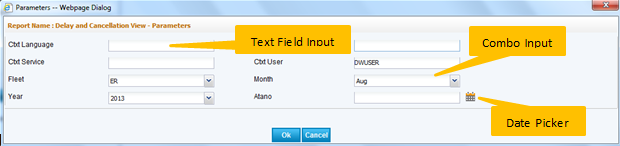 Parameters -- Webpage Dialog
Report Name : Delay and Cancellation View - Parameters
Cbt Language
Text Field Input
Combo Input
Cbt Service
Cbt User DWUSER
Fleet ER Month Aug
Year 2013 Atano
Date Picker
Ok Cancel